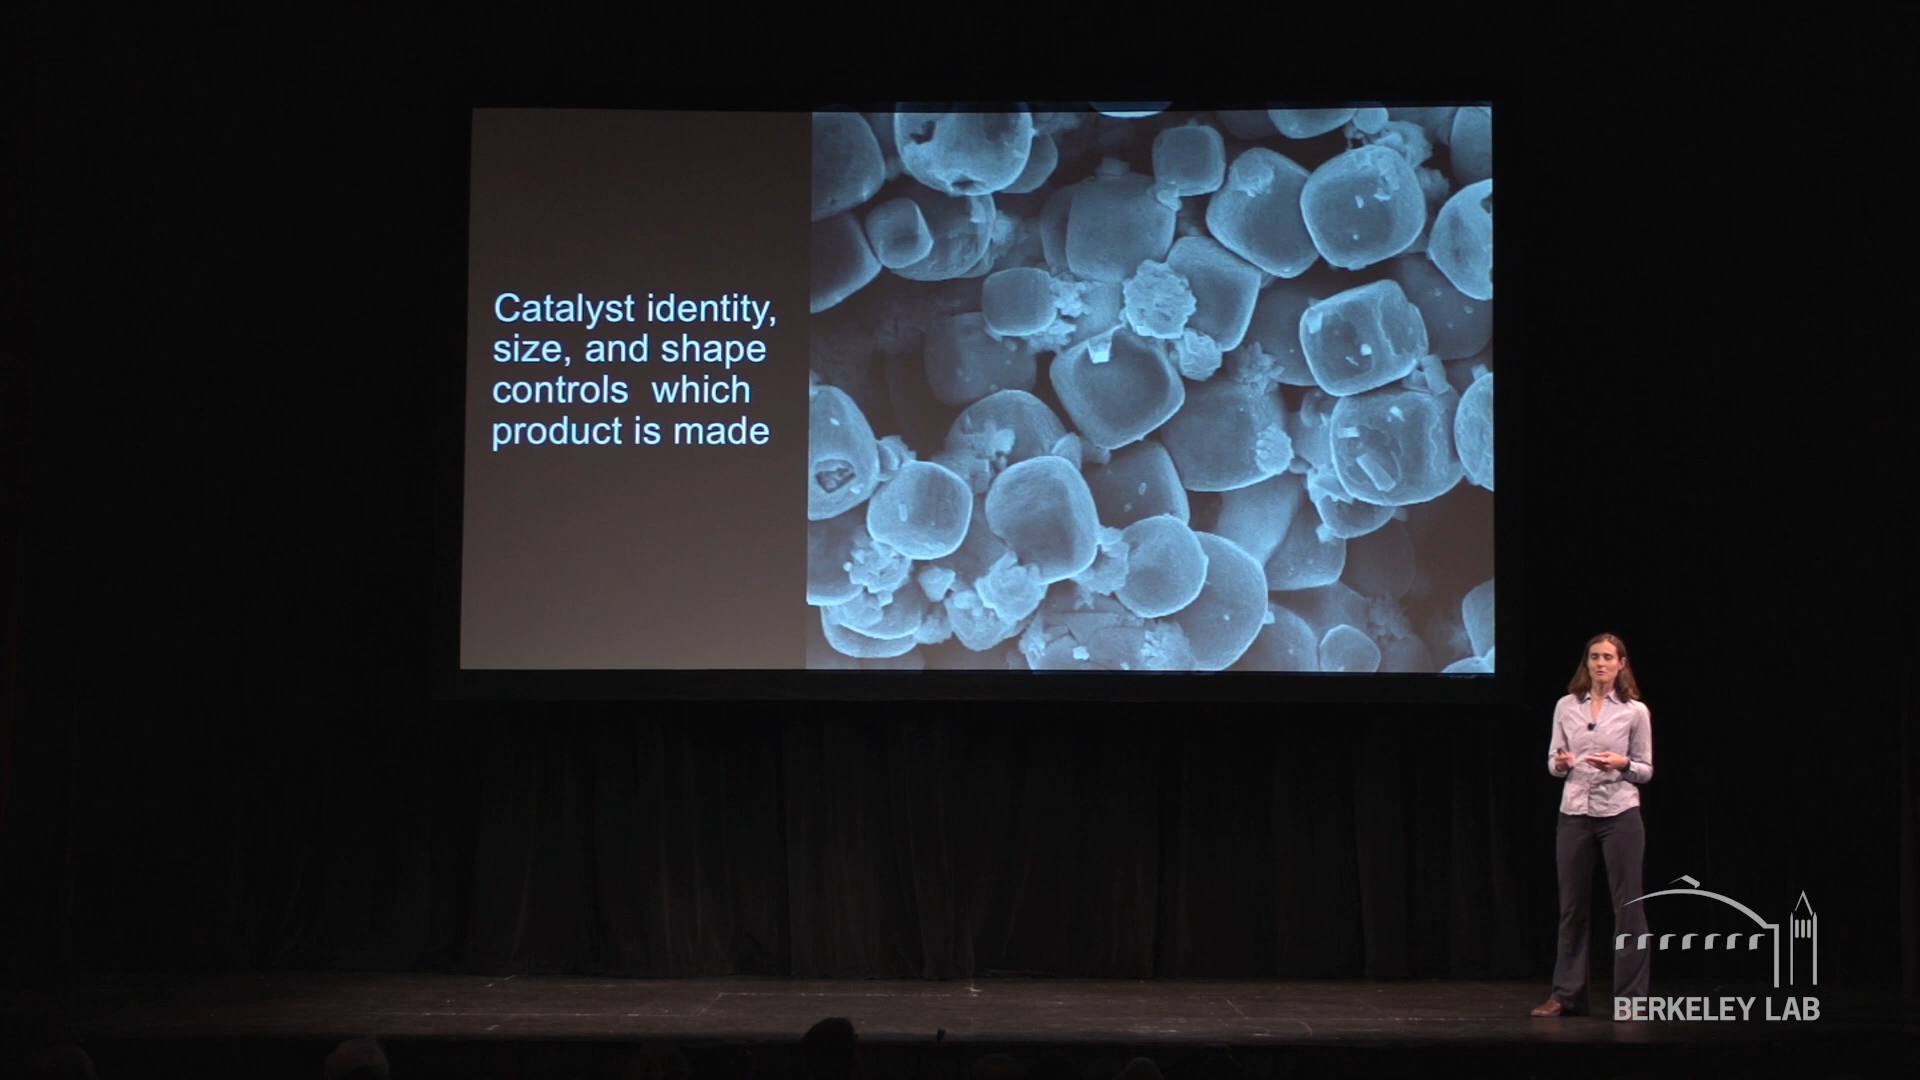 Catalyst identity,
size, and shape
controls which
product is made
BERKELEY LAB